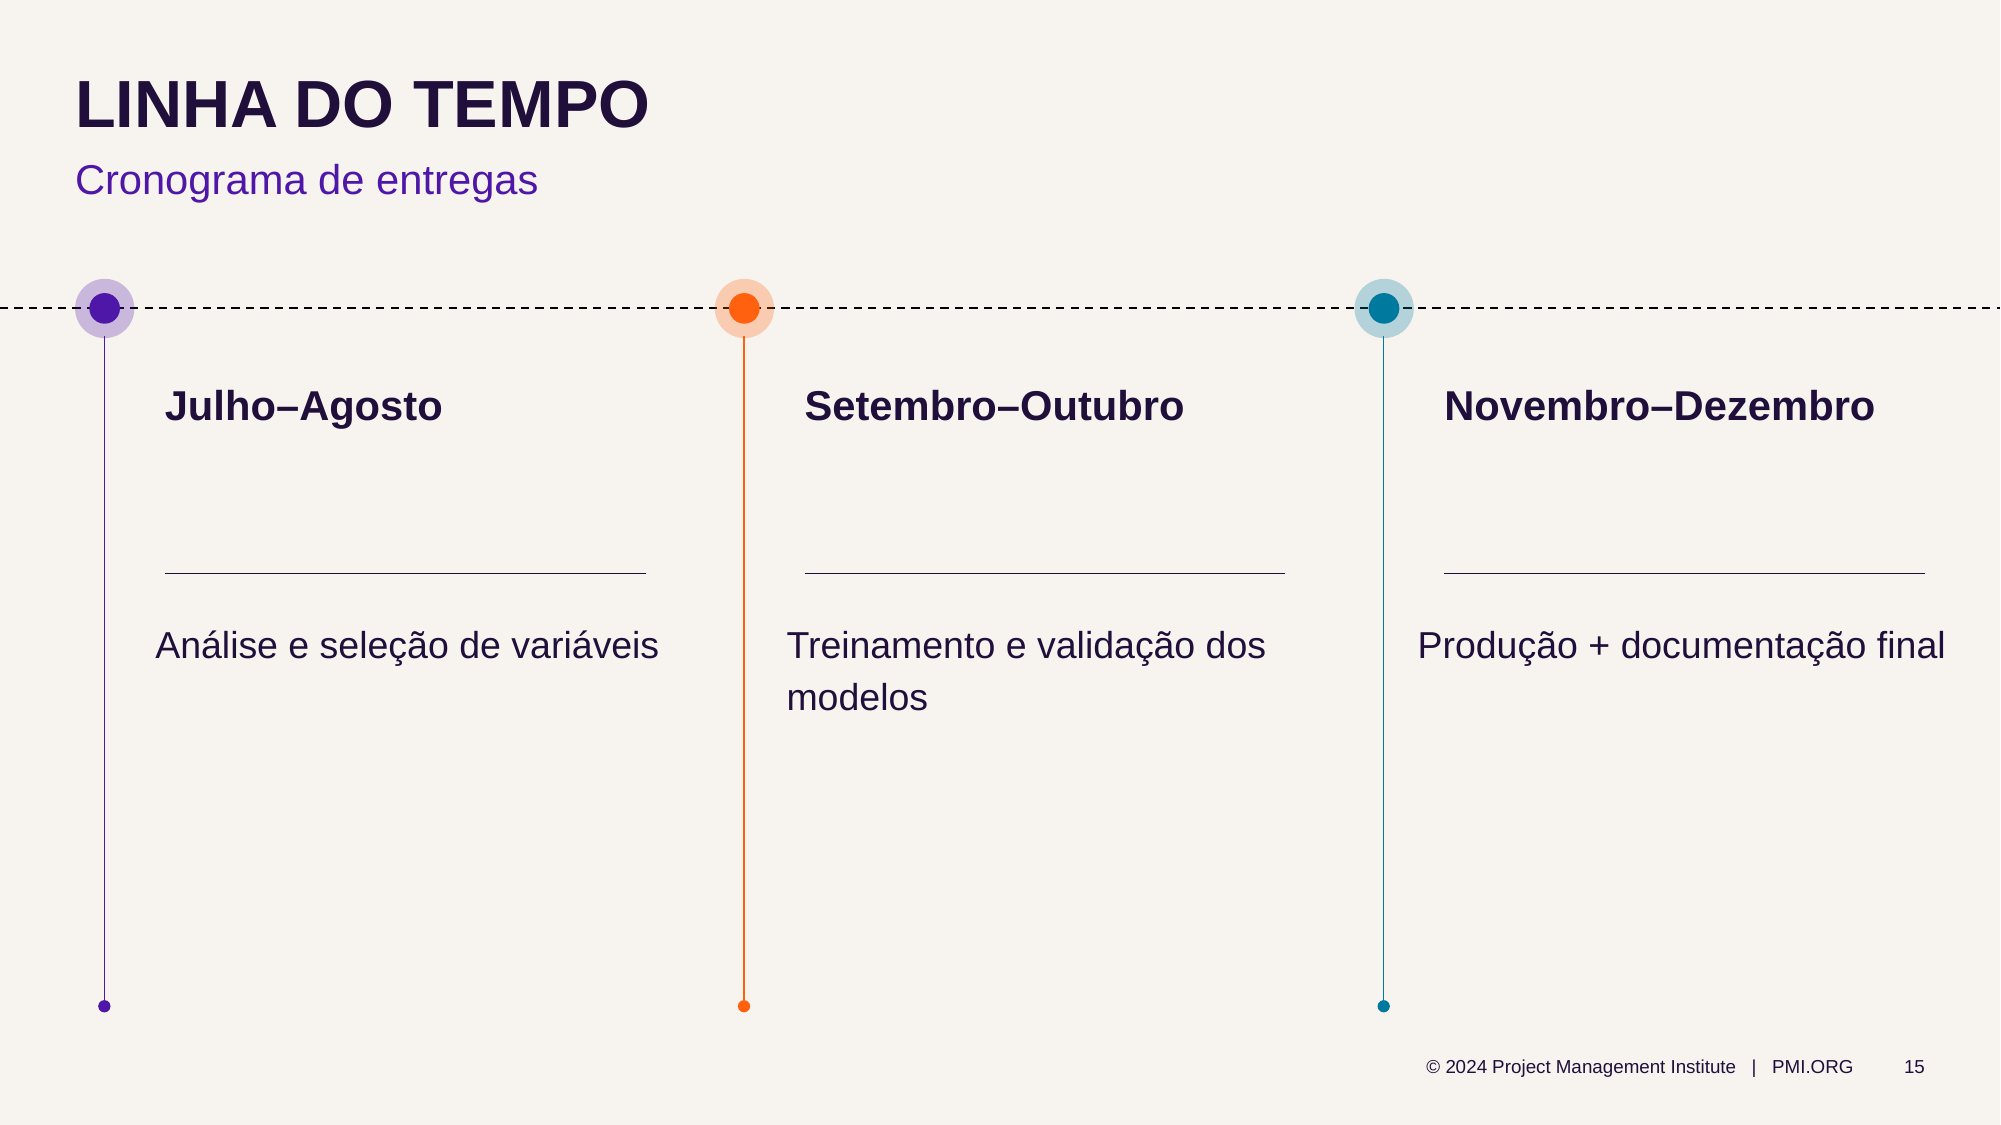 LINHA DO TEMPO
Cronograma de entregas
Julho–Agosto
Setembro–Outubro
Novembro–Dezembro
Análise e seleção de variáveis
Treinamento e validação dos
modelos
Produção + documentação final
© 2024 Project Management Institute | PMI.ORG 15